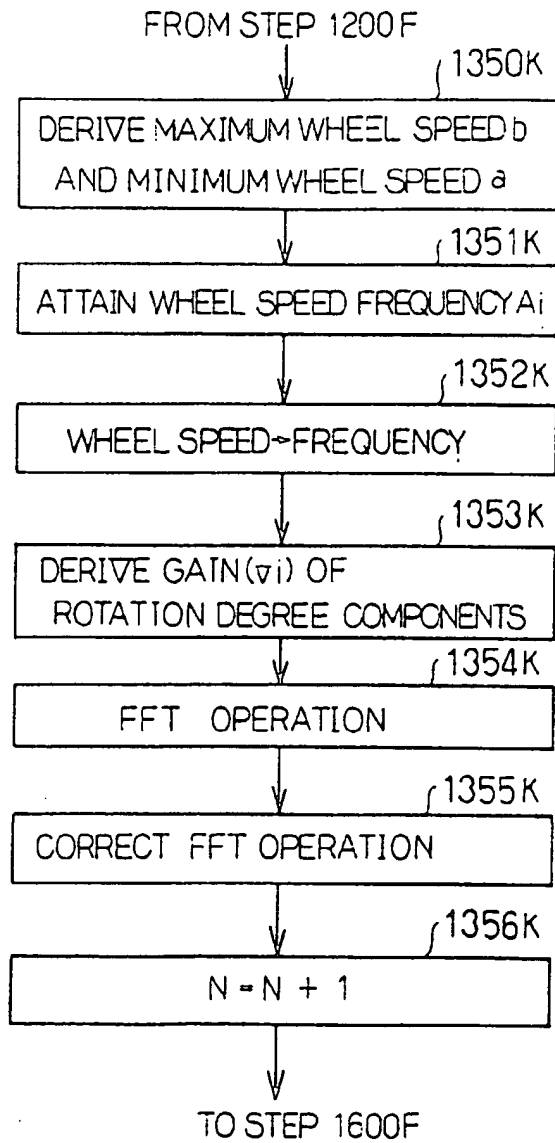 FROM STEP 1200F
1350K
DERIVE MAXIMUM WHEEL SPEED b
AND MINIMUM WHEEL SPEED a
1351K
ATTAIN WHEEL SPEED FREQUENCY Ai
1352K
WHEEL SPEED→FREQUENCY
1353K
DERIVE GAIN (∇i) OF
ROTATION DEGREE COMPONENTS
1354K
FFT OPERATION
1355K
CORRECT FFT OPERATION
1356K
N = N + 1
TO STEP 1600F